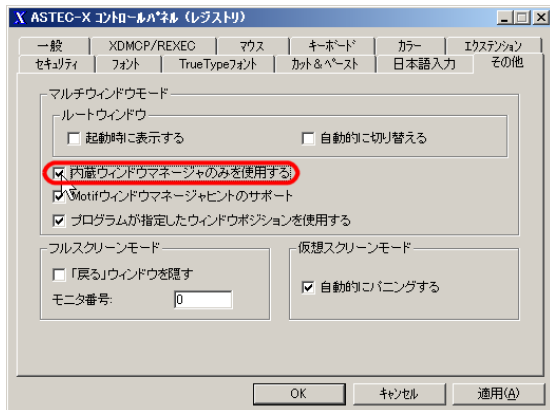 ASTEC-X コントロールパネル (レジストリ)
一般 XDMCP/REXEC マウス キーボード カラー エクステンション
セキュリティ フォント TrueTypeフォント カット&ペースト 日本語入力 その他
マルチウィンドウモード
ルートウィンドウ
起動時に表示する 自動的に切り替える
内蔵ウィンドウマネージャのみを使用する
Motifウィンドウマネージャヒントのサポート
プログラムが指定したウィンドウポジションを使用する
フルスクリーンモード 仮想スクリーンモード
「戻る」ウィンドウを隠す
自動的にパニングする
モニタ番号: 0
OK キャンセル 適用(A)